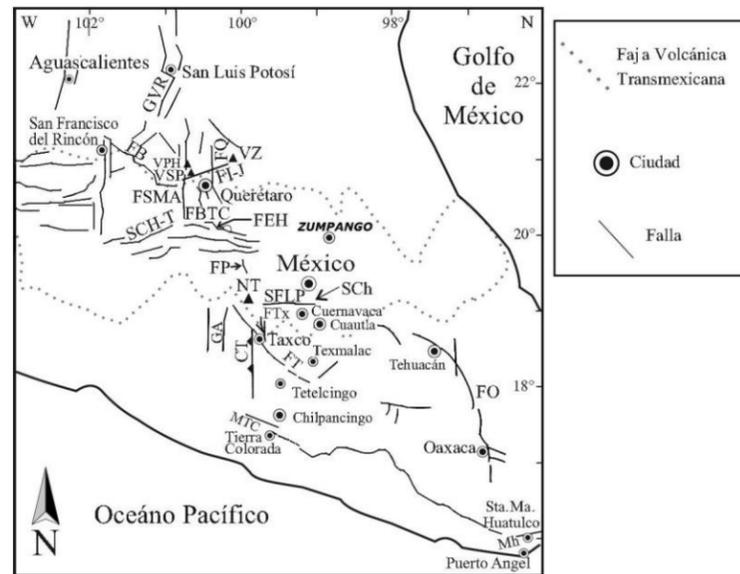 W
102°
100°
98°
N
Aguascalientes
San Luis Potosí
GVR
Golfo
de
México
22°
San Francisco
del Rincón
FB
FQ
VZ
VPH
VSP
FI-J
Querétaro
FSMA
FBTC
SCH-T
FEH
ZUMPANGO
20°
FP
México
NT
SFLP
SCh
FTx
Cuernavaca
Cuautla
GA
CT
Taxco
FT
Texmalac
Tehuacán
Tetelcingo
18°
FO
MTC
Chilpancingo
Tierra
Colorada
Oaxaca
Océano Pacífico
N
Sta.Ma.
Huatulco
Mh
Puerto Angel
Faja Volcánica
Transmexicana
Ciudad
Falla